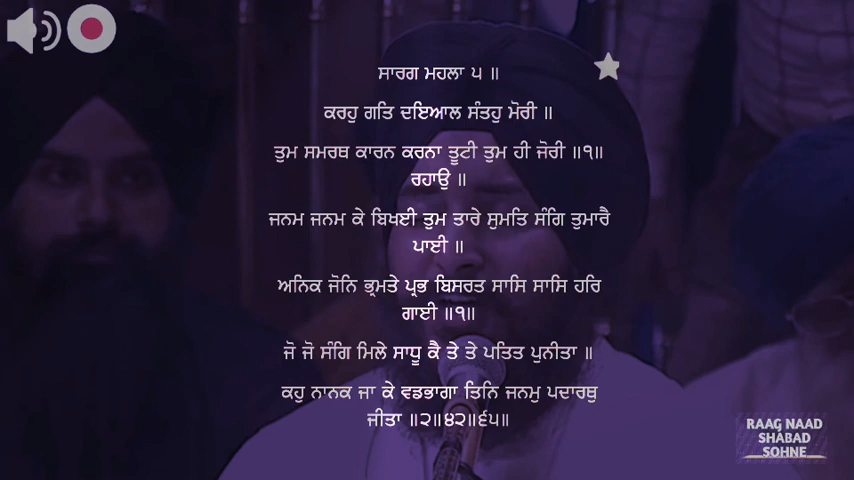 ਸਾਰਗ ਮਹਲਾ ੫ ॥
ਕਰਹੁ ਗਤਿ ਦਇਆਲ ਸੰਤਹੁ ਮੋਰੀ ॥
ਤੁਮ ਸਮਰਥ ਕਾਰਨ ਕਰਨਾ ਤੂਟੀ ਤੁਮ ਹੀ ਜੋਰੀ ॥੧॥
ਰਹਾਉ ॥
ਜਨਮ ਜਨਮ ਕੇ ਬਿਖਈ ਤੁਮ ਤਾਰੇ ਸੁਮਤਿ ਸੰਗਿ ਤੁਮਾਰੈ
ਪਾਈ ॥
ਅਨਿਕ ਜੋਨਿ ਭ੍ਰਮਤੇ ਪ੍ਰਭ ਬਿਸਰਤ ਸਾਸਿ ਸਾਸਿ ਹਰਿ
ਗਾਈ ॥੧॥
ਜੋ ਜੋ ਸੰਗਿ ਮਿਲੇ ਸਾਧੂ ਕੈ ਤੇ ਤੇ ਪਤਿਤ ਪੁਨੀਤਾ ॥
ਕਹੁ ਨਾਨਕ ਜਾ ਕੇ ਵਡਭਾਗਾ ਤਿਨਿ ਜਨਮੁ ਪਦਾਰਥੁ
ਜੀਤਾ ॥੨॥੪੨॥੬੫॥
RAAG NAAD
SHABAD
SOHNE